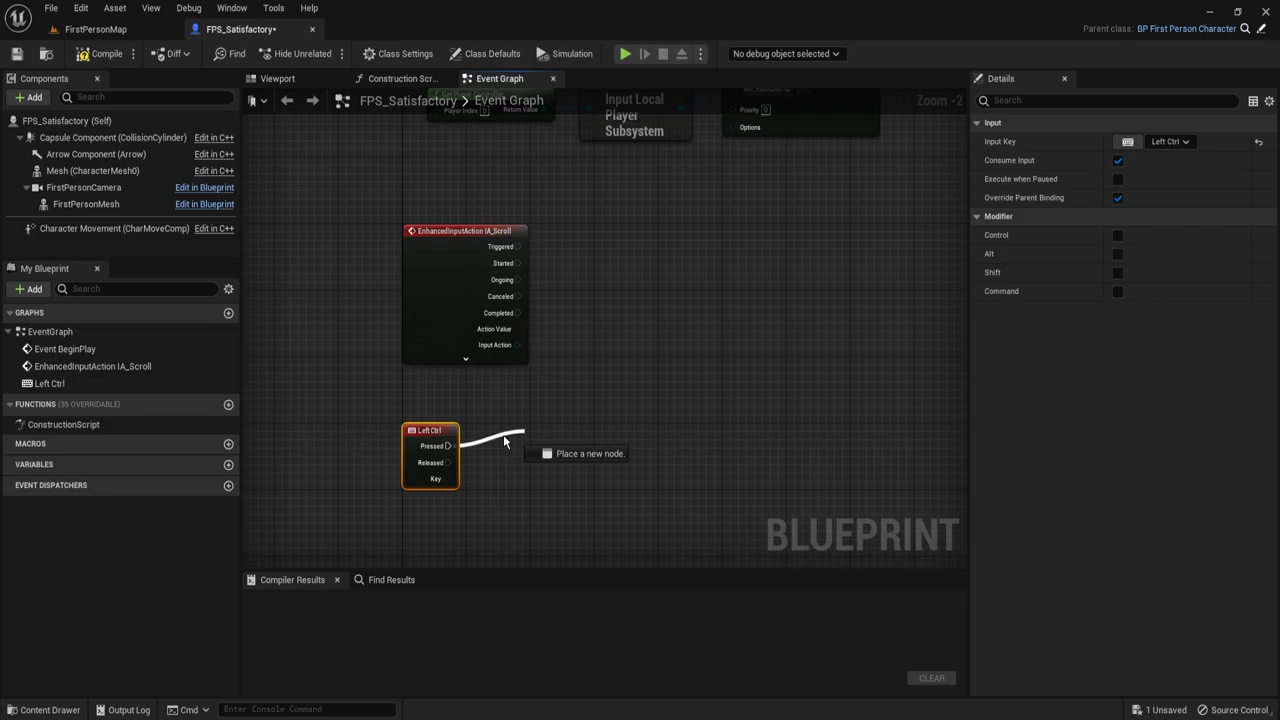 File Edit Asset View Debug Window Tools Help
FirstPersonMap
FPS_Satisfactory•
Parent class: BP First Person Character
Compile
Diff
Find
Hide Unrelated
Class Settings
Class Defaults
Simulation
No debug object selected
Components
Add
Search
FPS_Satisfactory (Self)
Capsule Component (CollisionCylinder) Edit in C++
Arrow Component (Arrow) Edit in C++
Mesh (CharacterMesh0) Edit in C++
FirstPersonCamera Edit in Blueprint
FirstPersonMesh Edit in Blueprint
Character Movement (CharMoveComp) Edit in C++
My Blueprint
Add
Search
GRAPHS
EventGraph
Event BeginPlay
EnhancedInputAction IA_Scroll
Left Ctrl
FUNCTIONS (35 OVERRIDABLE)
ConstructionScript
MACROS
VARIABLES
EVENT DISPATCHERS
Viewport
Construction Scr...
Event Graph
FPS_Satisfactory > Event Graph
Zoom -2
Player Index 0 Return Value
Input Local
Player
Subsystem
Priority 0
Options
EnhancedInputAction IA_Scroll
Triggered
Started
Ongoing
Canceled
Completed
Action Value
Input Action
Left Ctrl
Pressed
Released
Key
Place a new node.
BLUEPRINT
Compiler Results
Find Results
CLEAR
Details
Search
Input
Input Key Left Ctrl
Consume Input
Execute when Paused
Override Parent Binding
Modifier
Control
Alt
Shift
Command
Content Drawer
Output Log
Cmd
Enter Console Command
1 Unsaved
Source Control